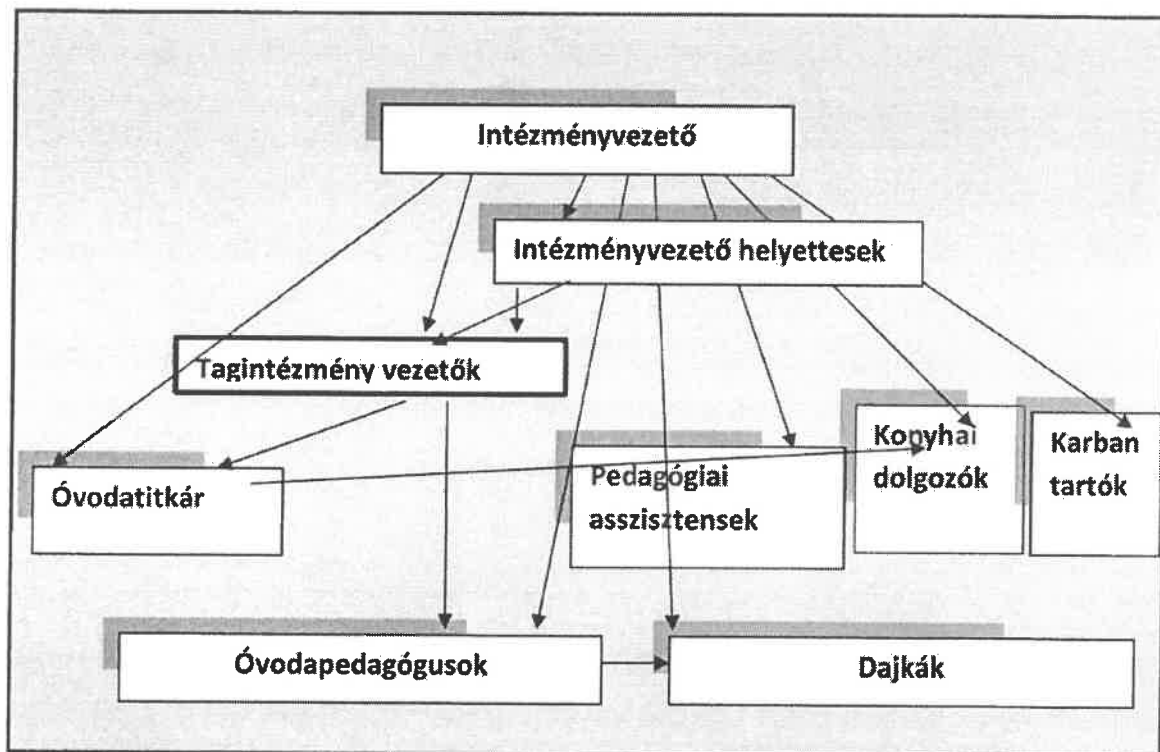 Intézményvezető
Intézményvezető helyettesek
Tagintézmény vezetők
Óvodatitkár
Pedagógiai
asszisztensek
Konyhai
dolgozók
Karban
tartók
Óvodapedagógusok
Dajkák